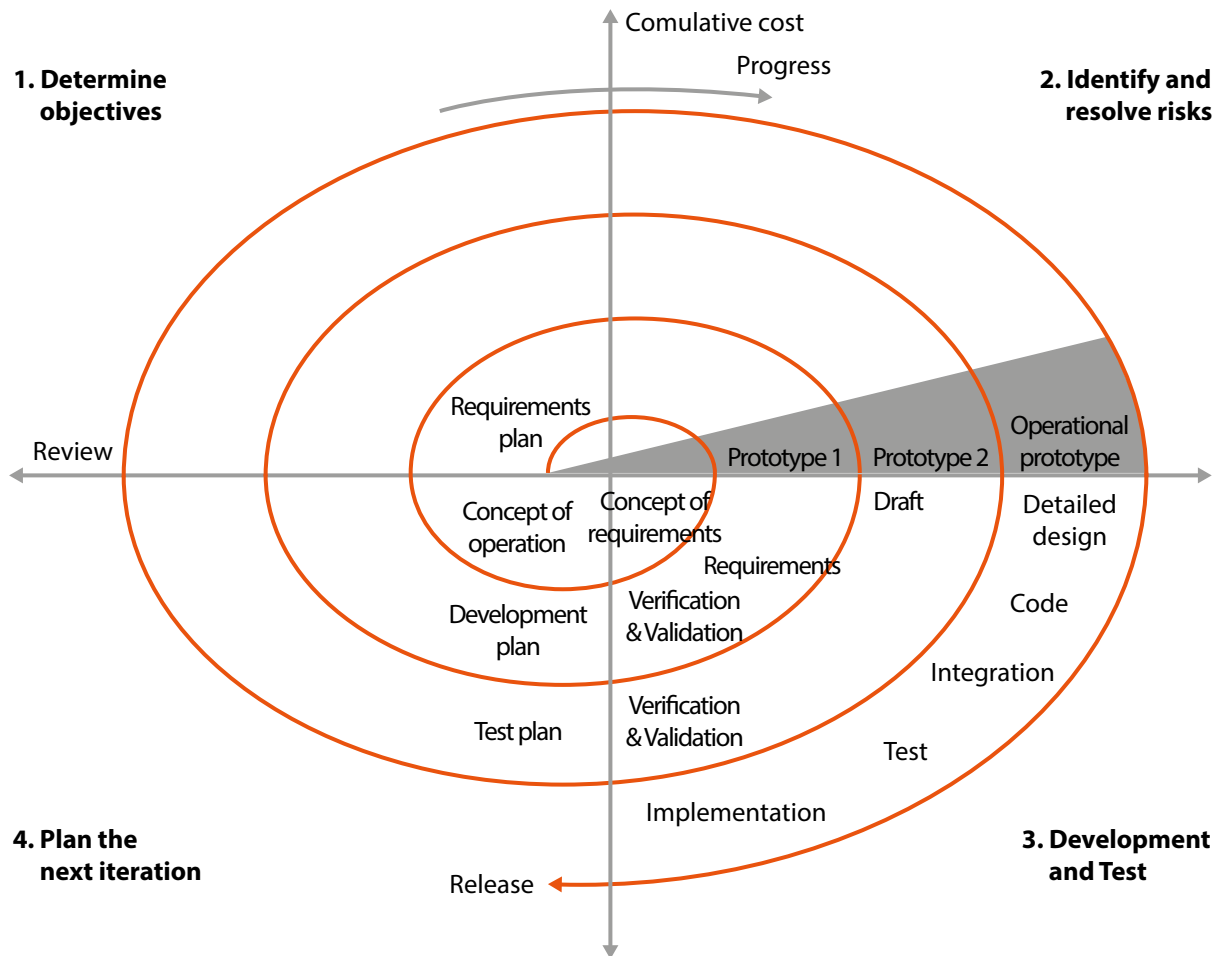 Comulative cost
Progress
1. Determine
objectives
2. Identify and
resolve risks
Requirements
plan
Review
Operational
prototype
Prototype 1
Prototype 2
Concept of
operation
Concept of
requirements
Draft
Detailed
design
Requirements
Development
plan
Verification
& Validation
Code
Integration
Test plan
Verification
& Validation
Test
Implementation
4. Plan the
next iteration
3. Development
and Test
Release